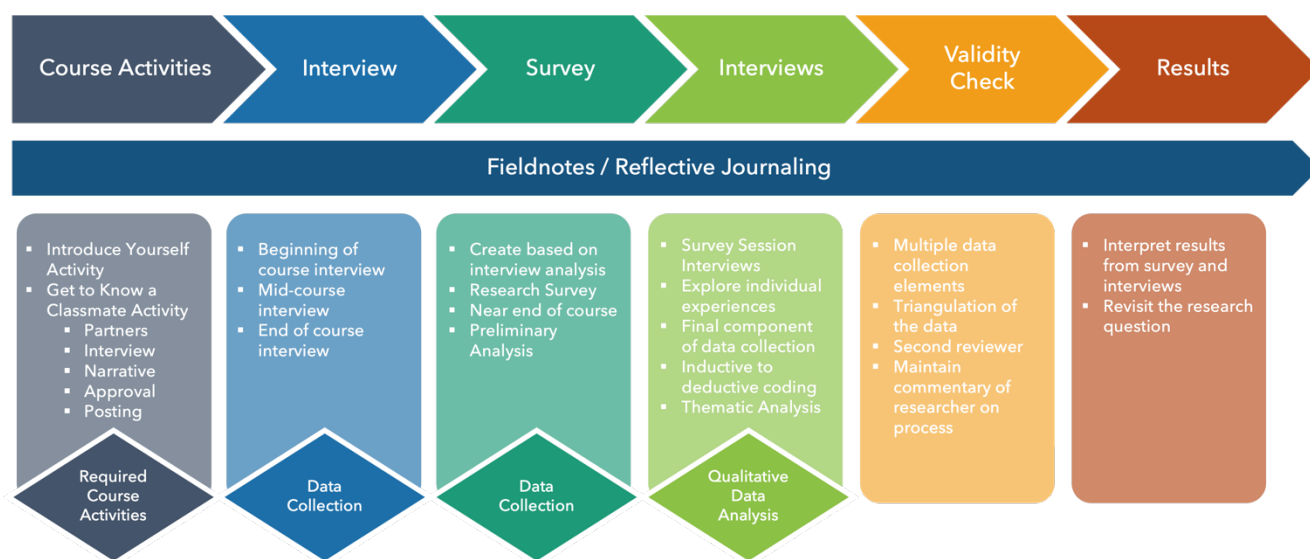 Course Activities
Interview
Survey
Interviews
Validity
Check
Results
Fieldnotes / Reflective Journaling
▪ Introduce Yourself
Activity
▪ Get to Know a
Classmate Activity
▪ Partners
▪ Interview
▪ Narrative
▪ Approval
▪ Posting
Required
Course
Activities
▪ Beginning of
course interview
▪ Mid-course
interview
▪ End of course
interview
Data
Collection
▪ Create based on
interview analysis
▪ Research Survey
▪ Near end of course
▪ Preliminary
Analysis
Data
Collection
▪ Survey Session
Interviews
▪ Explore individual
experiences
▪ Final component
of data collection
▪ Inductive to
deductive coding
▪ Thematic Analysis
Qualitative
Data
Analysis
▪ Multiple data
collection
elements
▪ Triangulation of
the data
▪ Second reviewer
▪ Maintain
commentary of
researcher on
process
▪ Interpret results
from survey and
interviews
▪ Revisit the research
question